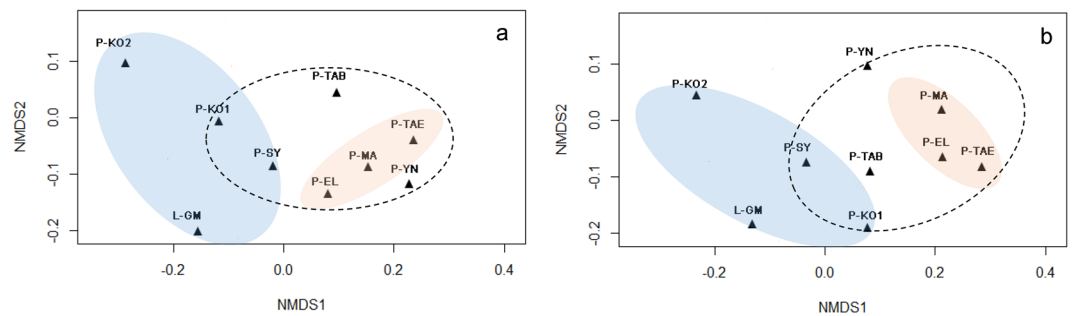 a
P-KO2
P-TAB
P-KO1
P-TAE
P-SY
P-MA
P-YN
P-EL
L-GM
0.1
0.0
-0.1
-0.2
NMDS2
-0.2
0.0
0.2
0.4
NMDS1
b
P-YN
P-KO2
P-MA
P-EL
P-SY
P-TAB
P-TAE
L-GM
P-KO1
0.1
0.0
-0.1
-0.2
NMDS2
-0.2
0.0
0.2
0.4
NMDS1